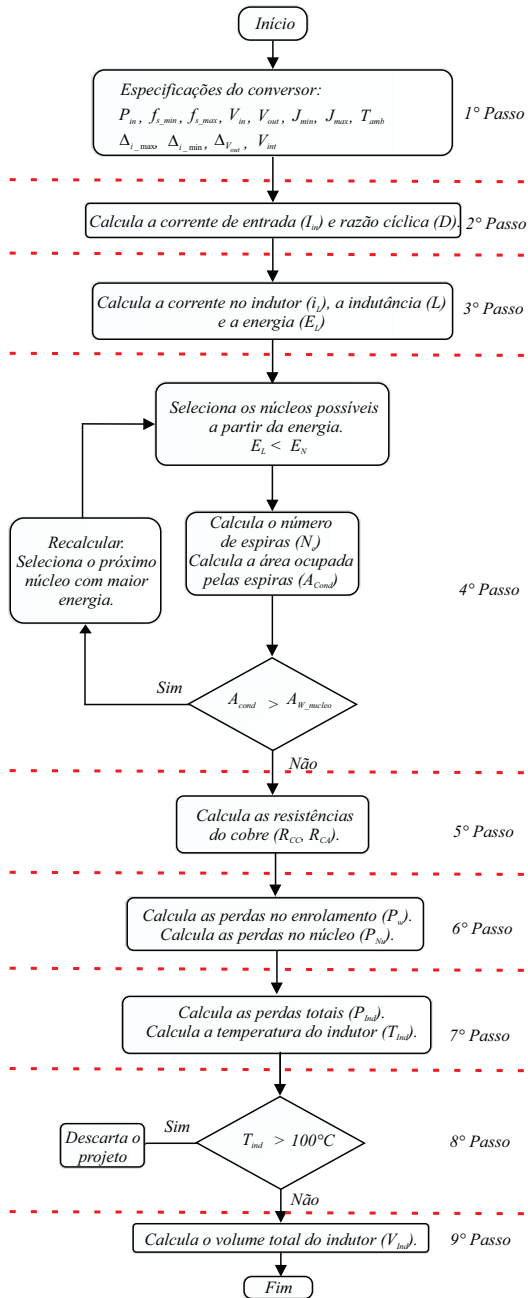 Início
Especificações do conversor:
P_in, f_s_min, f_s_max, V_in, V_out, J_min, J_max, T_amb
Δ_i_max, Δ_i_min, Δ_V_out, V_int
1° Passo
Calcula a corrente de entrada (I_in) e razão cíclica (D).
2° Passo
Calcula a corrente no indutor (i_L), a indutância (L)
e a energia (E_L)
3° Passo
Seleciona os núcleos possíveis
a partir da energia.
E_L < E_N
Calcula o número
de espiras (N_e)
Calcula a área ocupada
pelas espiras (A_Cond)
Recalcular.
Seleciona o próximo
núcleo com maior
energia.
4° Passo
Sim
A_cond > A_W_nucleo
Não
Calcula as resistências
do cobre (R_CC, R_CA).
5° Passo
Calcula as perdas no enrolamento (P_w).
Calcula as perdas no núcleo (P_Nu).
6° Passo
Calcula as perdas totais (P_Ind).
Calcula a temperatura do indutor (T_Ind).
7° Passo
Sim
Descarta o
projeto
T_ind > 100°C
8° Passo
Não
Calcula o volume total do indutor (V_Ind).
9° Passo
Fim